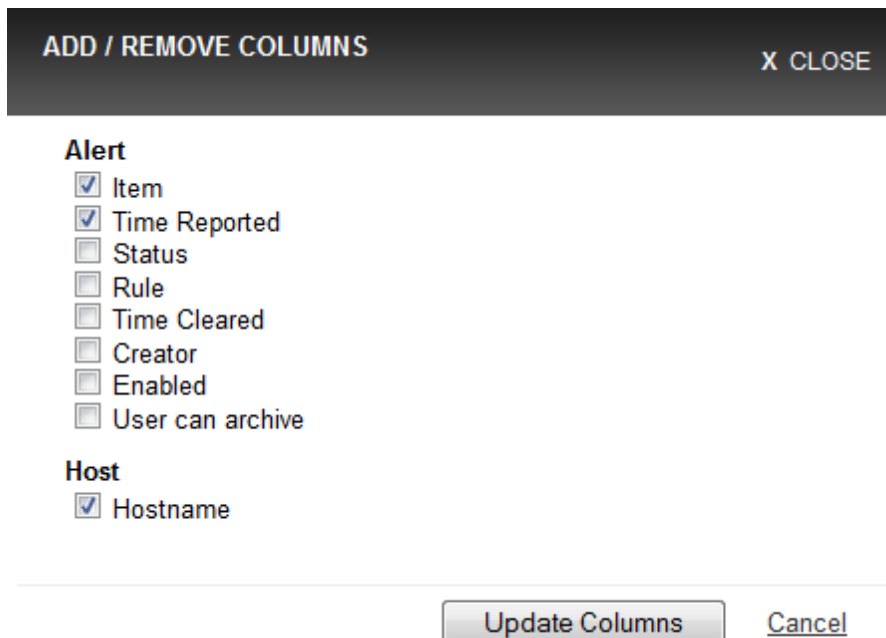 ADD / REMOVE COLUMNS
X CLOSE
Alert
Item
Time Reported
Status
Rule
Time Cleared
Creator
Enabled
User can archive
Host
Hostname
Update Columns
Cancel